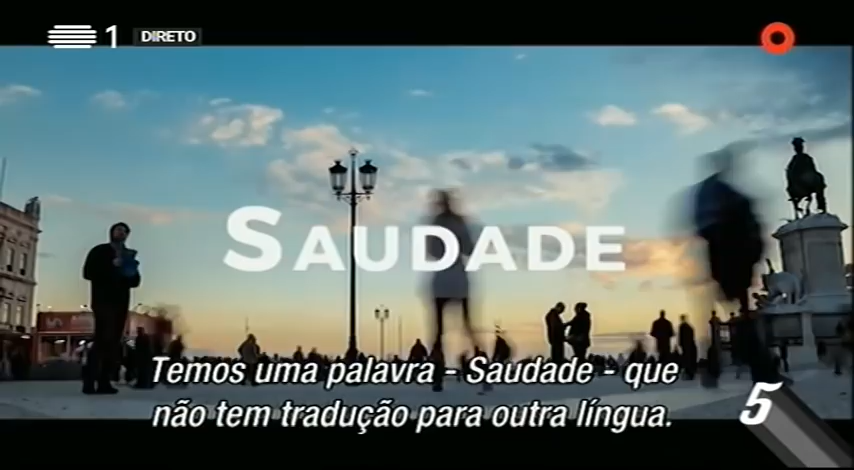 1 DIRETO
SAUDADE
Temos uma palavra - Saudade - que
não tem tradução para outra língua.
5